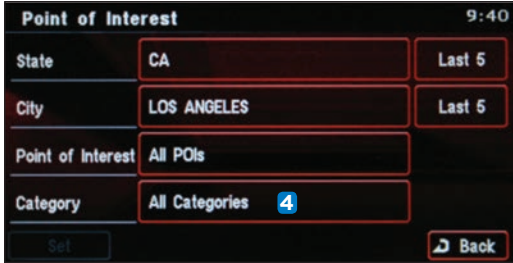 Point of Interest 9:40
State CA Last 5
City LOS ANGELES Last 5
Point of Interest All POIs
Category All Categories 4
Set Back